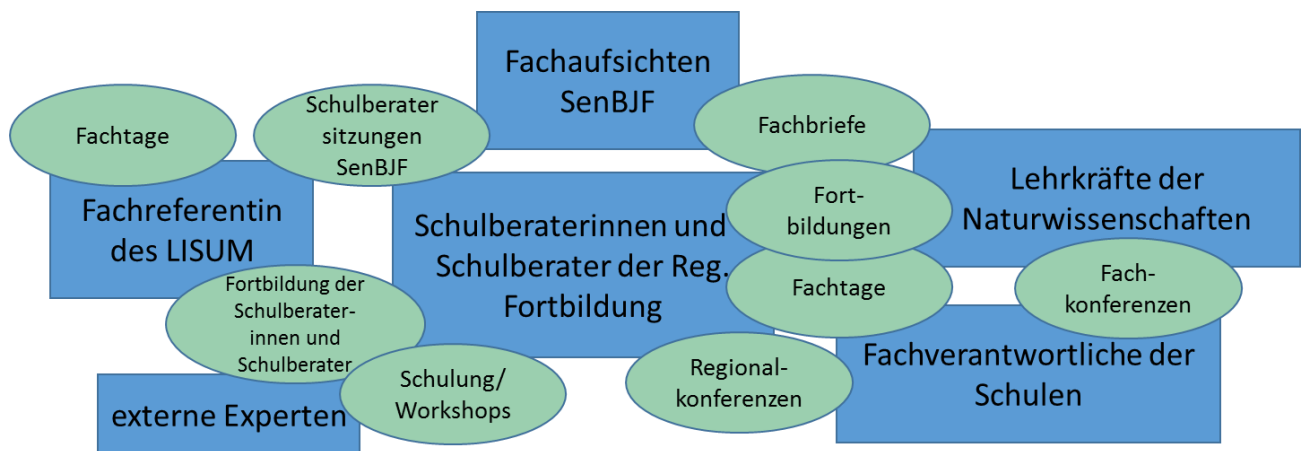 Fachaufsichten
SenBJF
Fachtage
Schulberater
sitzungen
SenBJF
Fachbriefe
Fachreferentin
des LISUM
Schulberaterinnen und
Schulberater der Reg.
Fortbildung
Fort-
bildungen
Lehrkräfte der
Naturwissenschaften
Fachtage
Fach-
konferenzen
Fortbildung der
Schulberater-
innen und
Schulberater
Schulung/
Workshops
Regional-
konferenzen
Fachverantwortliche der
Schulen
externe Experten